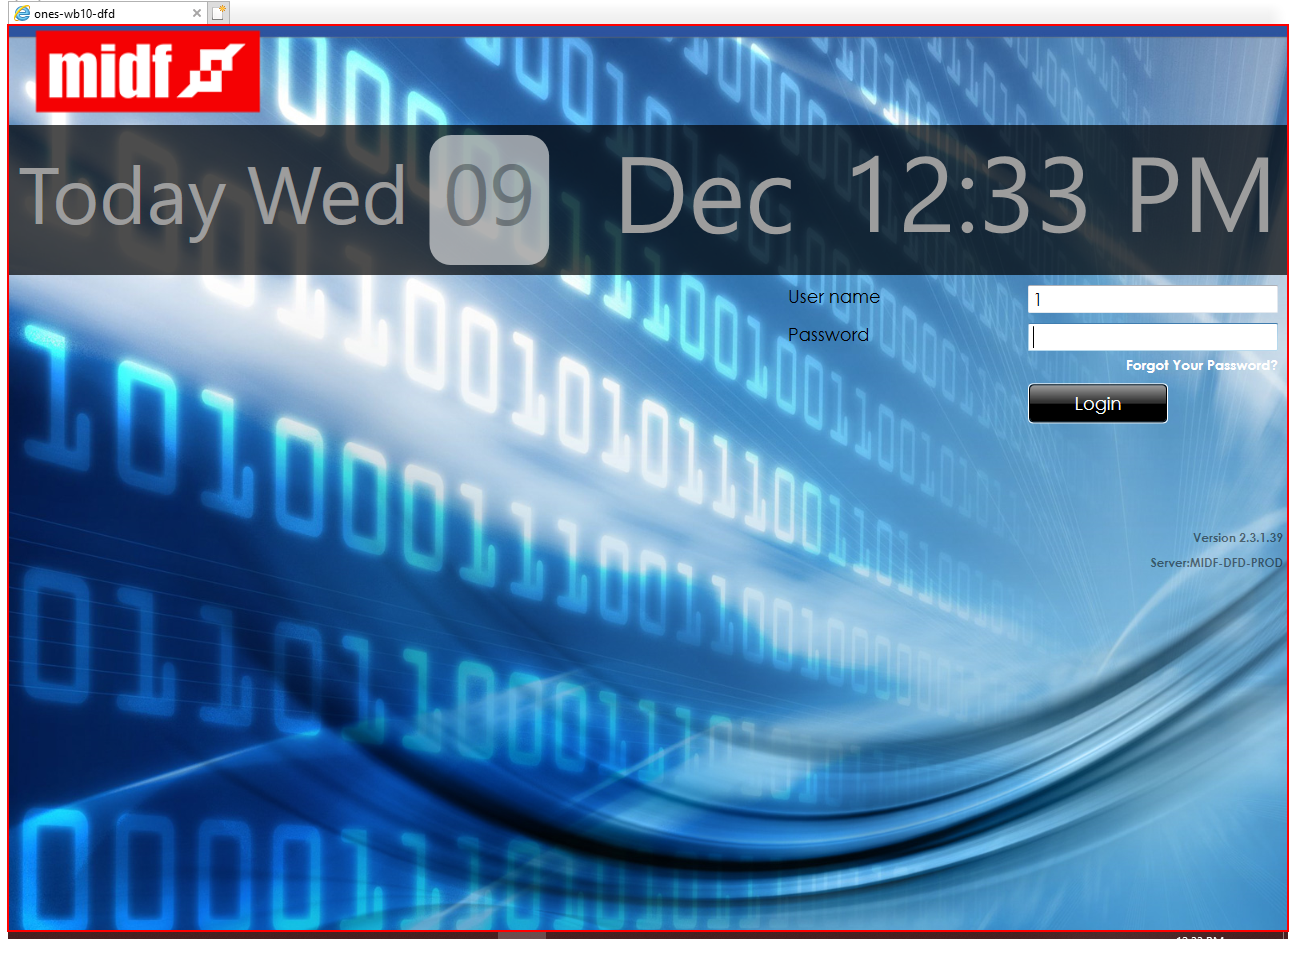 ones-wb10-dfd
midf
Today Wed 09 Dec 12:33 PM
User name 1
Password
Forgot Your Password?
Login
Version 2.3.1.39
Server:MIDF-DFD-PROD